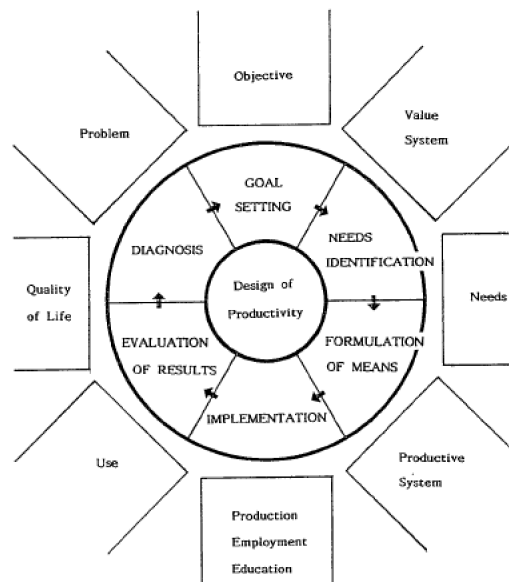 Objective
Problem
Value
System
GOAL
SETTING
DIAGNOSIS
NEEDS
IDENTIFICATION
Quality
of Life
Design of
Productivity
Needs
EVALUATION
OF RESULTS
FORMULATION
OF MEANS
IMPLEMENTATION
Use
Productive
System
Production
Employment
Education